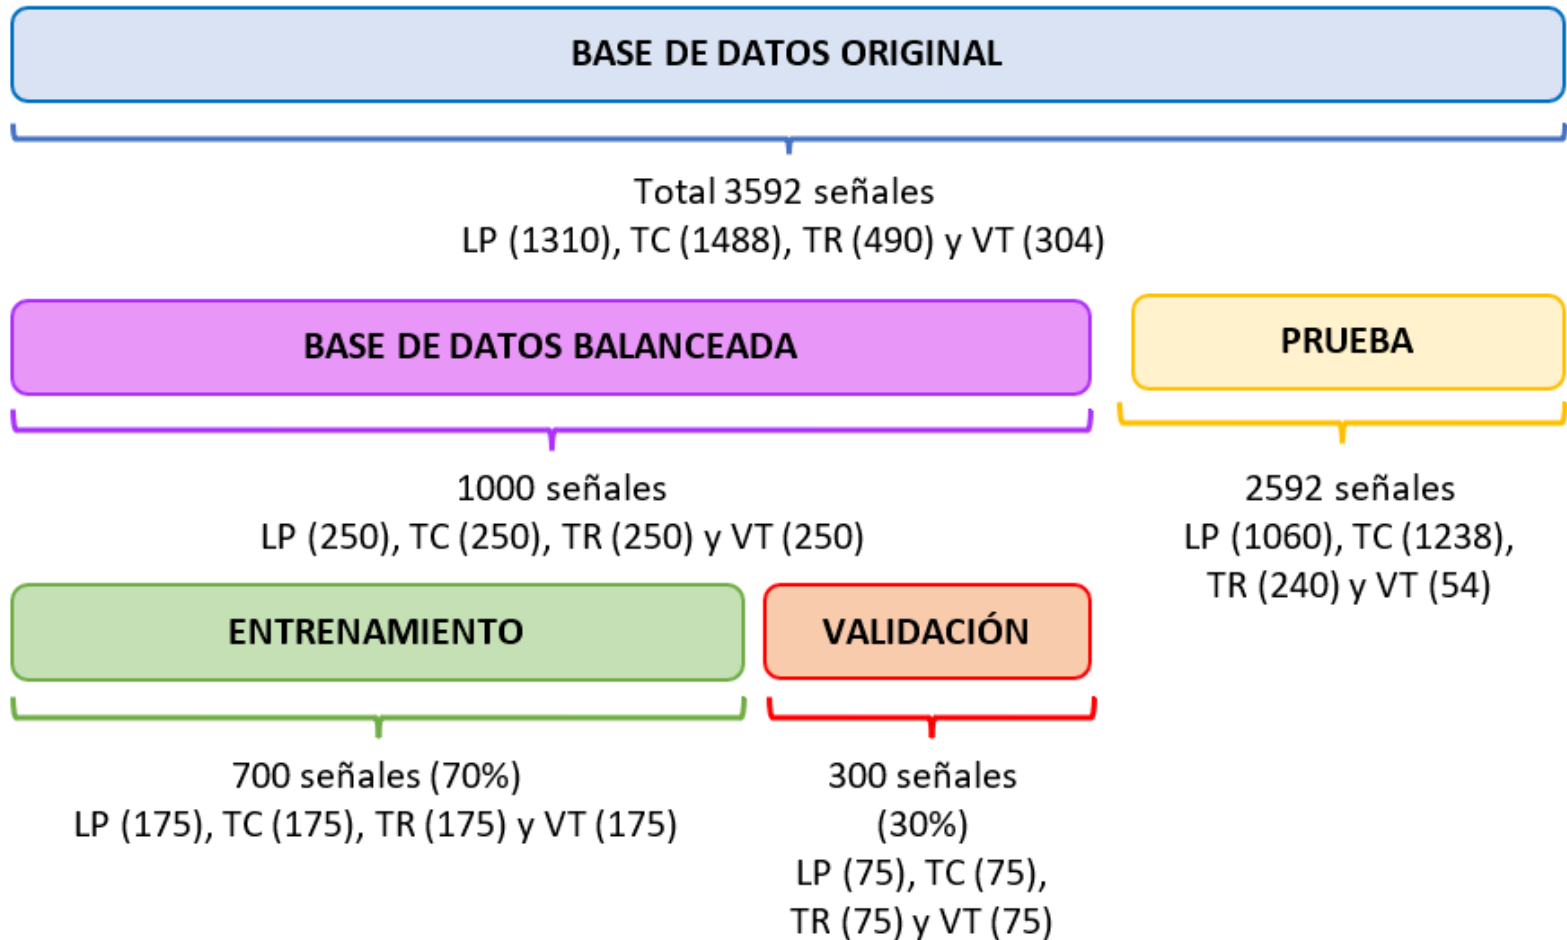 BASE DE DATOS ORIGINAL
Total 3592 señales
LP (1310), TC (1488), TR (490) y VT (304)
BASE DE DATOS BALANCEADA
PRUEBA
1000 señales
LP (250), TC (250), TR (250) y VT (250)
2592 señales
LP (1060), TC (1238),
TR (240) y VT (54)
ENTRENAMIENTO
VALIDACIÓN
700 señales (70%)
LP (175), TC (175), TR (175) y VT (175)
300 señales
(30%)
LP (75), TC (75),
TR (75) y VT (75)